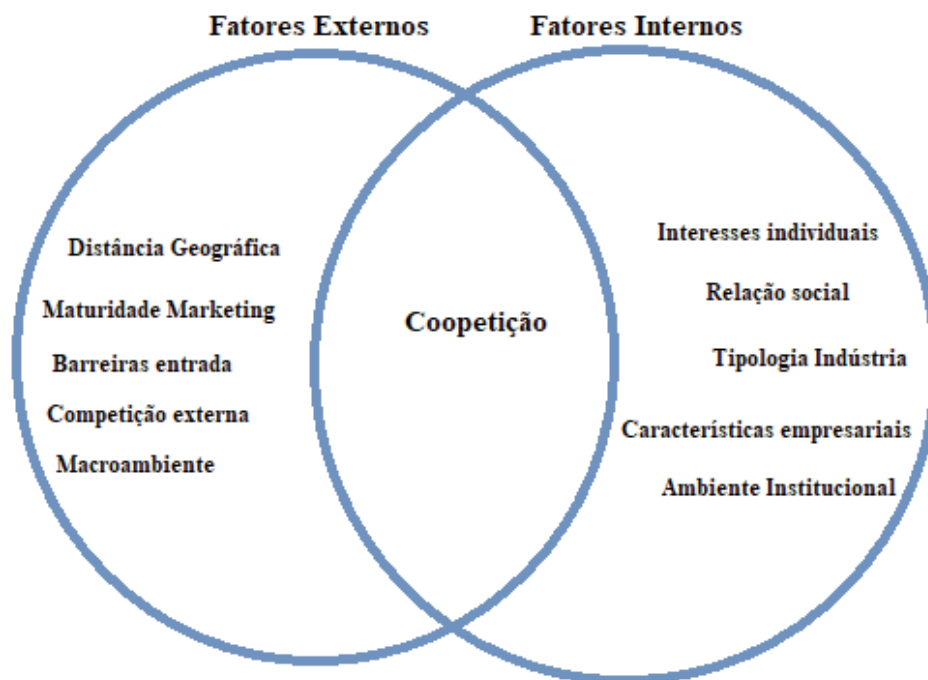 Fatores Externos
Fatores Internos
Distância Geográfica
Maturidade Marketing
Barreiras entrada
Competição externa
Macroambiente
Coopetição
Interesses individuais
Relação social
Tipologia Indústria
Características empresariais
Ambiente Institucional